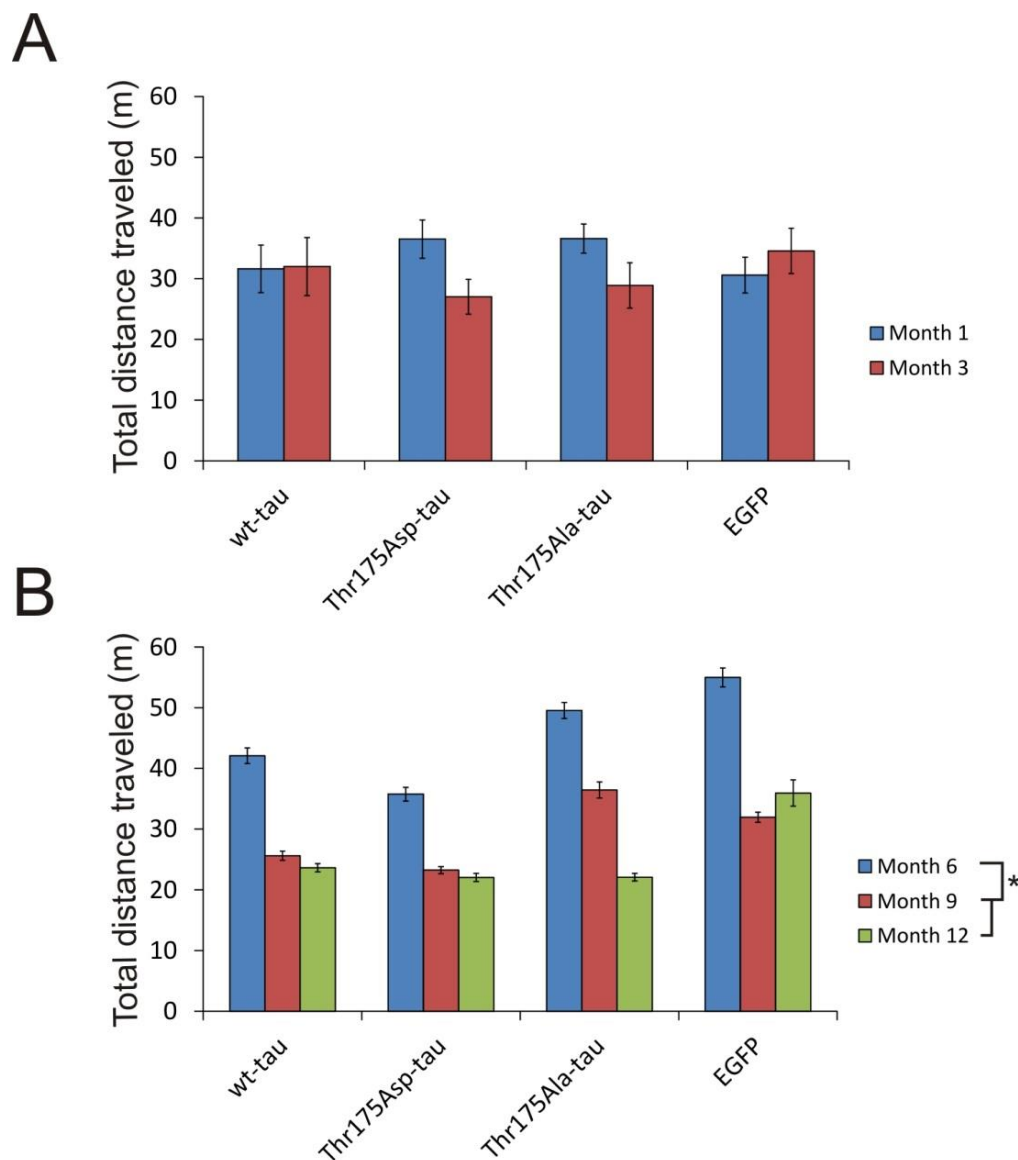 A
Total distance traveled (m)
60
50
40
30
20
10
0
wt-tau
Thr175Asp-tau
Thr175Ala-tau
EGFP
Month 1
Month 3
B
Total distance traveled (m)
60
50
40
30
20
10
0
wt-tau
Thr175Asp-tau
Thr175Ala-tau
EGFP
Month 6
Month 9
Month 12
*